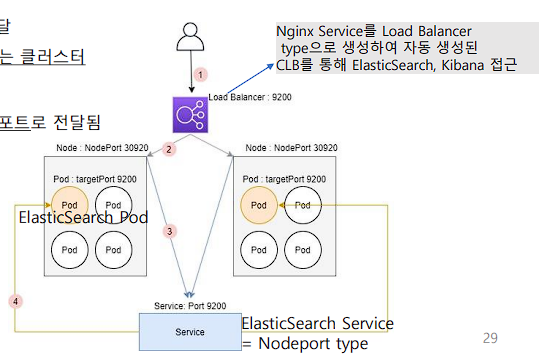 달
는 클러스터
포트로 전달됨
Nginx Service를 Load Balancer
type으로 생성하여 자동 생성된
CLB를 통해 ElasticSearch, Kibana 접근
1
Load Balancer : 9200
2
Node : NodePort 30920
Node : NodePort 30920
Pod : targetPort 9200
Pod : targetPort 9200
Pod
Pod
Pod
Pod
ElasticSearch Pod
3
Pod
Pod
Pod
Pod
4
Service: Port 9200
Service
ElasticSearch Service
= Nodeport type
29